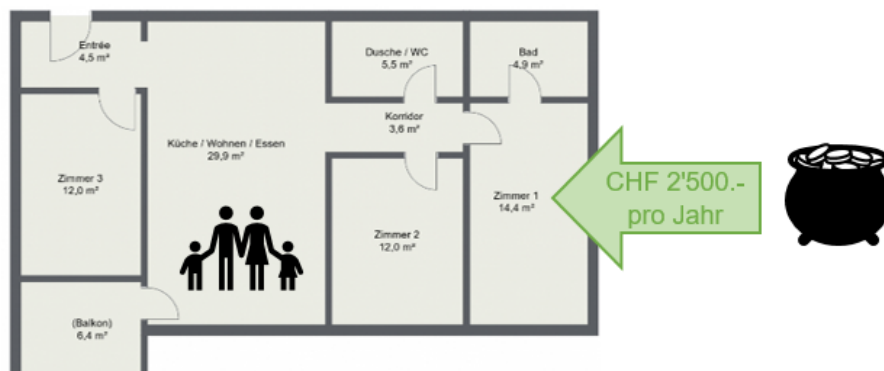 Entrée
4,5 m²
Dusche / WC
5,5 m²
Bad
4,9 m²
Korridor
3,6 m²
Küche / Wohnen / Essen
29,9 m²
Zimmer 3
12,0 m²
Zimmer 1
14,4 m²
CHF 2'500.-
pro Jahr
Zimmer 2
12,0 m²
(Balkon)
6,4 m²